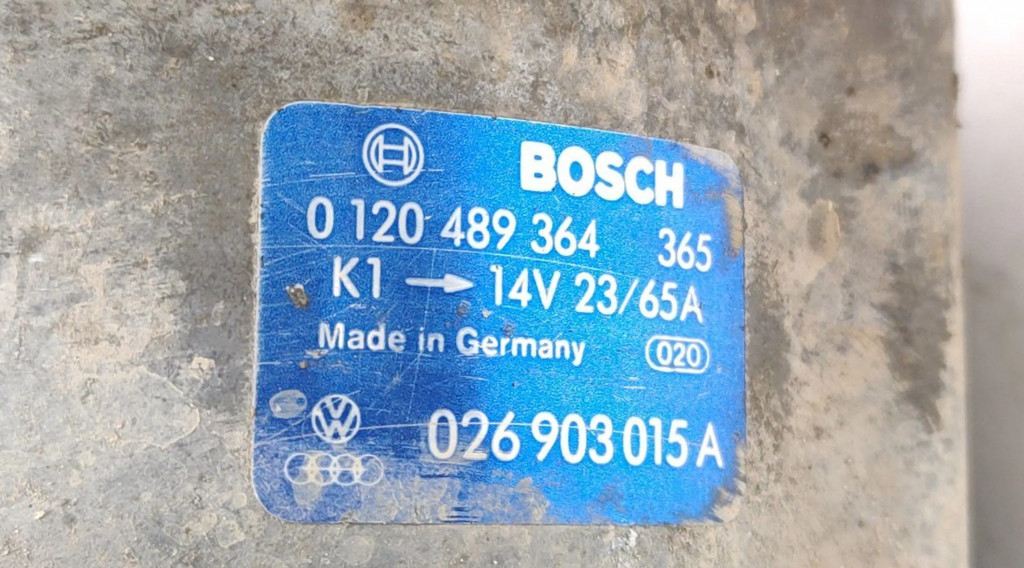 BOSCH
0 120 489 364 365
K1 → 14V 23/65A
Made in Germany 020
026 903 015 A